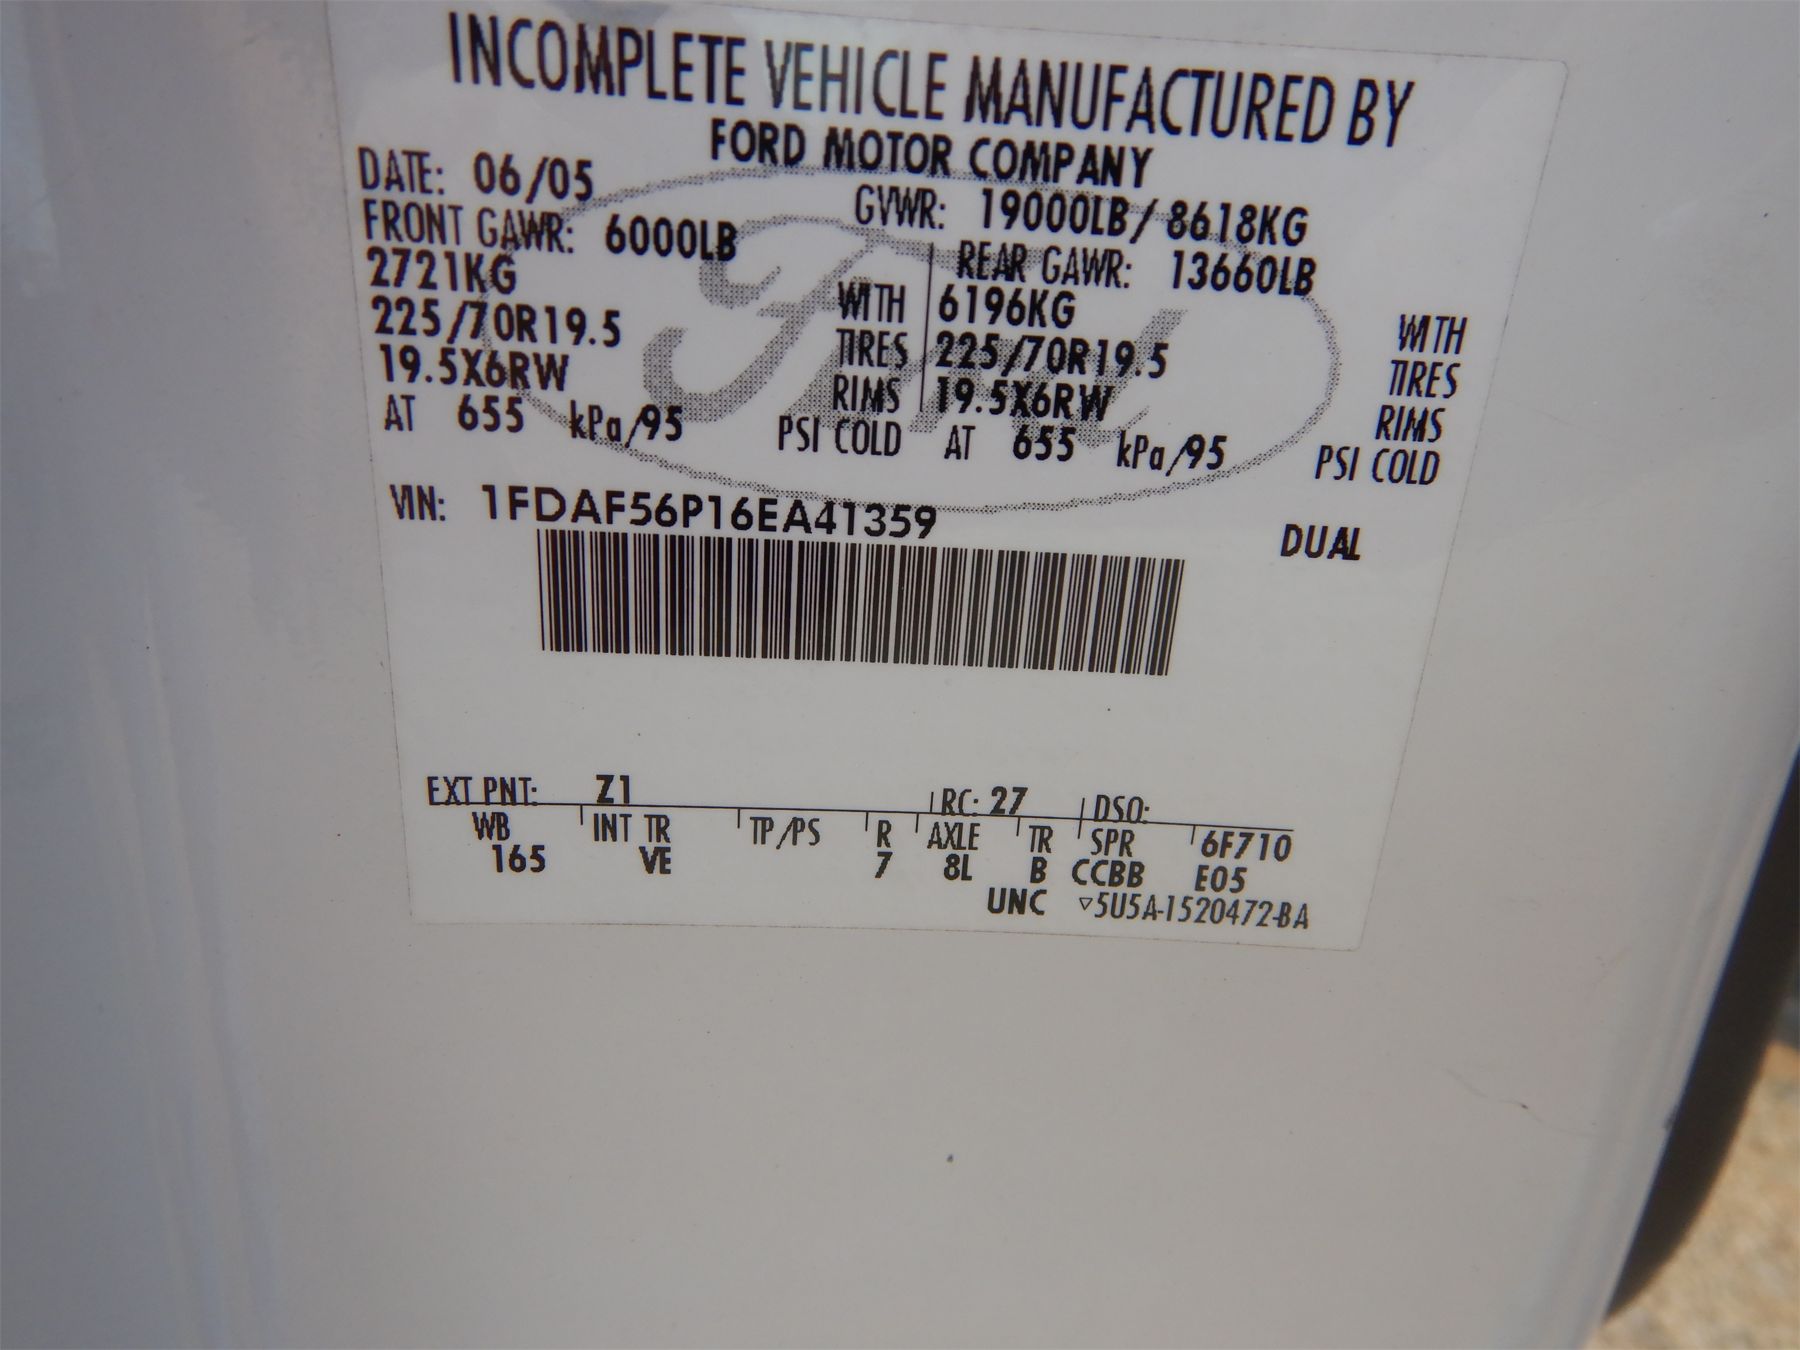 INCOMPLETE VEHICLE MANUFACTURED BY
FORD MOTOR COMPANY
DATE: 06/05
GVWR: 19000LB/ 8618KG
FRONT GAWR: 6000LB
REAR GAWR: 13660LB
2721KG WITH 6196KG WITH
225/70R19.5 TIRES 225/70R19.5 TIRES
19.5X6RW RIMS 19.5X6RW RIMS
AT 655 kPa/95 PSI COLD AT 655 kPa/95 PSI COLD
VIN: 1FDAF56P16EA41359
DUAL
EXT PNT: Z1 RC: 27 DSO:
WB INT TR TP/PS R AXLE TR SPR 6F710
165 VE 7 8L B CCBB E05
UNC ▽5U5A-1520472-BA
Ford